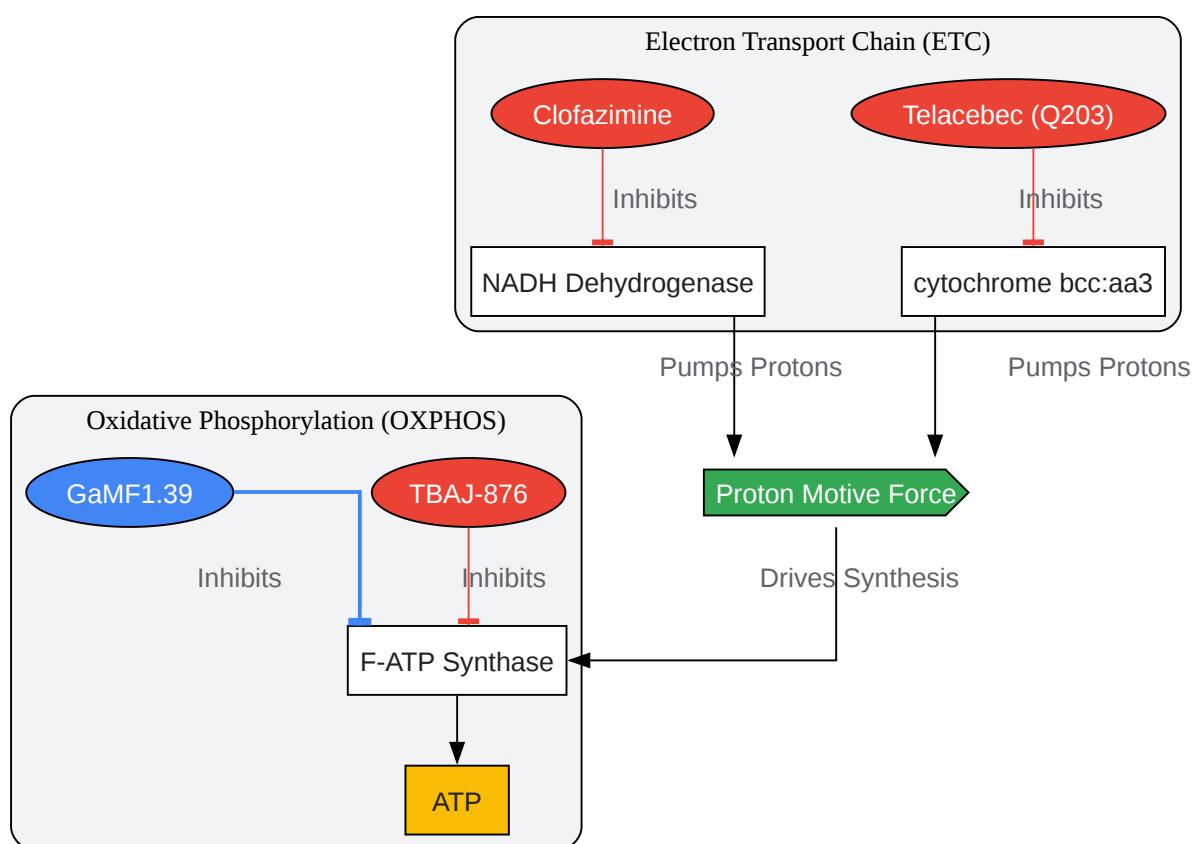 Electron Transport Chain (ETC)
Clofazimine
Telacebec (Q203)
Inhibits
Inhibits
NADH Dehydrogenase
cytochrome bcc:aa3
Pumps Protons
Pumps Protons
Oxidative Phosphorylation (OXPHOS)
GaMF1.39
TBAJ-876
Proton Motive Force
Inhibits
Inhibits
Drives Synthesis
F-ATP Synthase
ATP